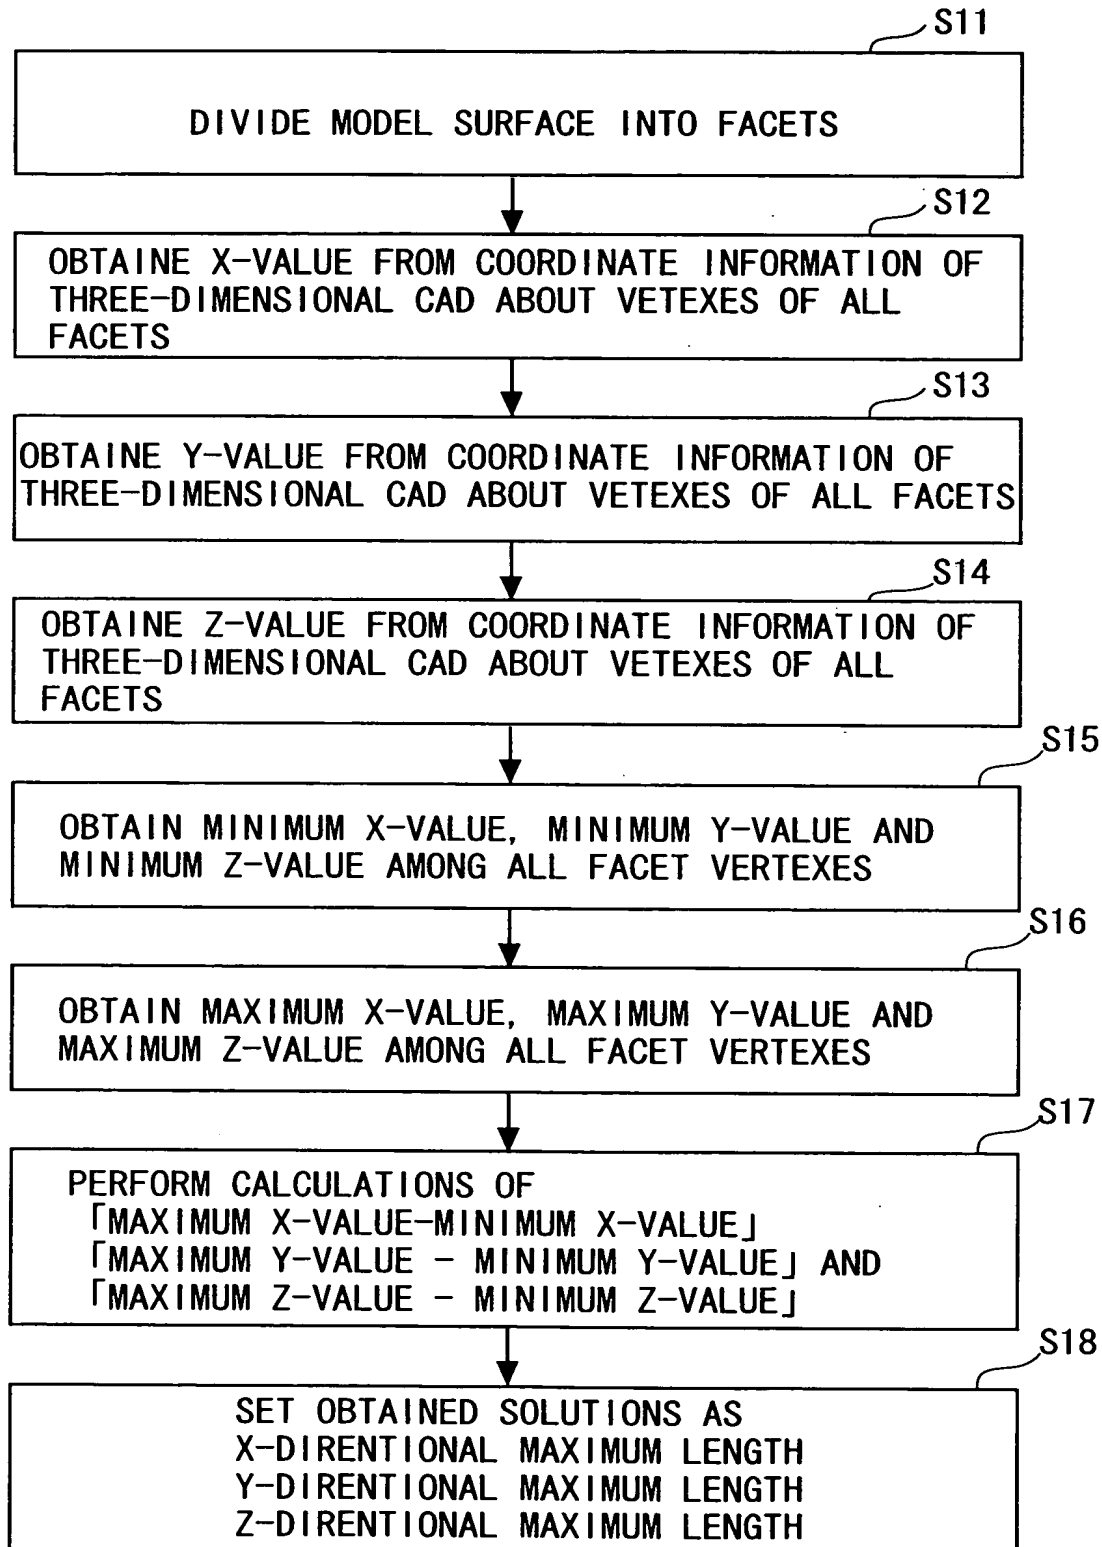 S11
DIVIDE MODEL SURFACE INTO FACETS
S12
OBTAINE X-VALUE FROM COORDINATE INFORMATION OF
THREE-DIMENSIONAL CAD ABOUT VETEXES OF ALL
FACETS
S13
OBTAINE Y-VALUE FROM COORDINATE INFORMATION OF
THREE-DIMENSIONAL CAD ABOUT VETEXES OF ALL FACETS
S14
OBTAINE Z-VALUE FROM COORDINATE INFORMATION OF
THREE-DIMENSIONAL CAD ABOUT VETEXES OF ALL
FACETS
S15
OBTAIN MINIMUM X-VALUE, MINIMUM Y-VALUE AND
MINIMUM Z-VALUE AMONG ALL FACET VERTEXES
S16
OBTAIN MAXIMUM X-VALUE, MAXIMUM Y-VALUE AND
MAXIMUM Z-VALUE AMONG ALL FACET VERTEXES
S17
PERFORM CALCULATIONS OF
「MAXIMUM X-VALUE-MINIMUM X-VALUE」
「MAXIMUM Y-VALUE - MINIMUM Y-VALUE」 AND
「MAXIMUM Z-VALUE - MINIMUM Z-VALUE」
S18
SET OBTAINED SOLUTIONS AS
X-DIRENTIONAL MAXIMUM LENGTH
Y-DIRENTIONAL MAXIMUM LENGTH
Z-DIRENTIONAL MAXIMUM LENGTH